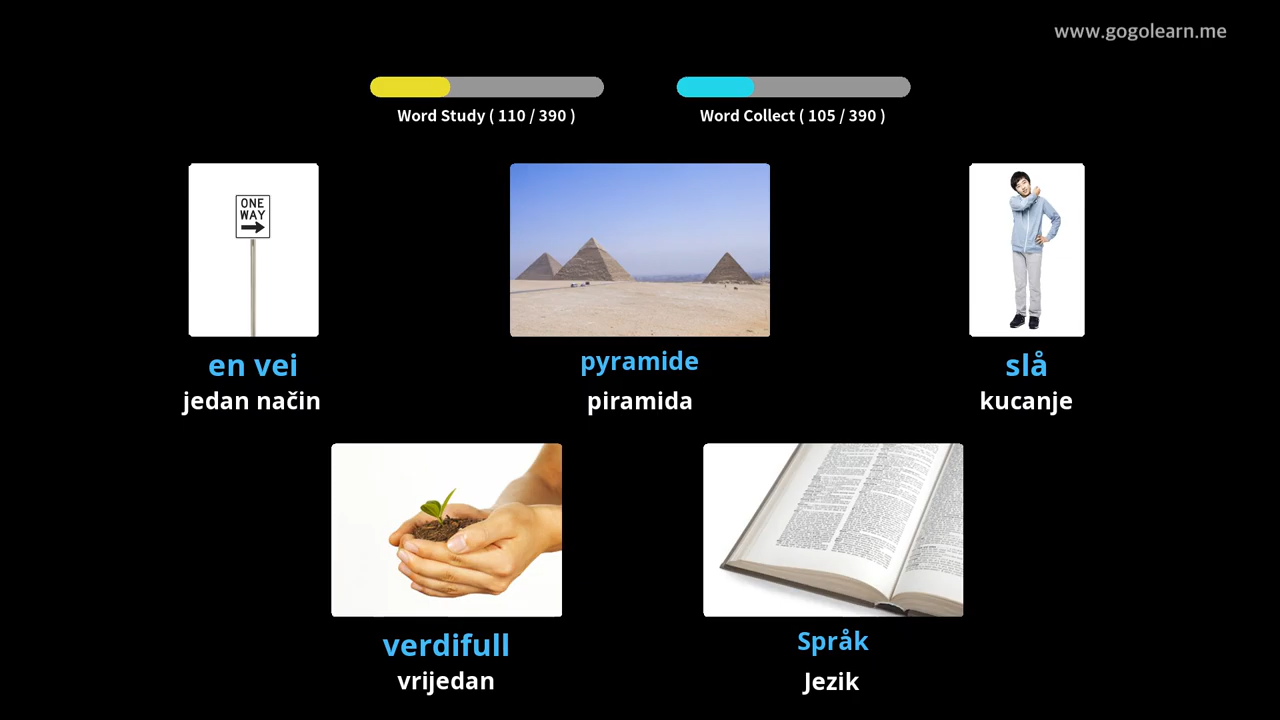 www.gogolearn.me
Word Study ( 110 / 390 )
Word Collect ( 105 / 390 )
ONE
WAY
en vei
jedan način
pyramide
piramida
slå
kucanje
verdifull
vrijedan
Språk
Jezik